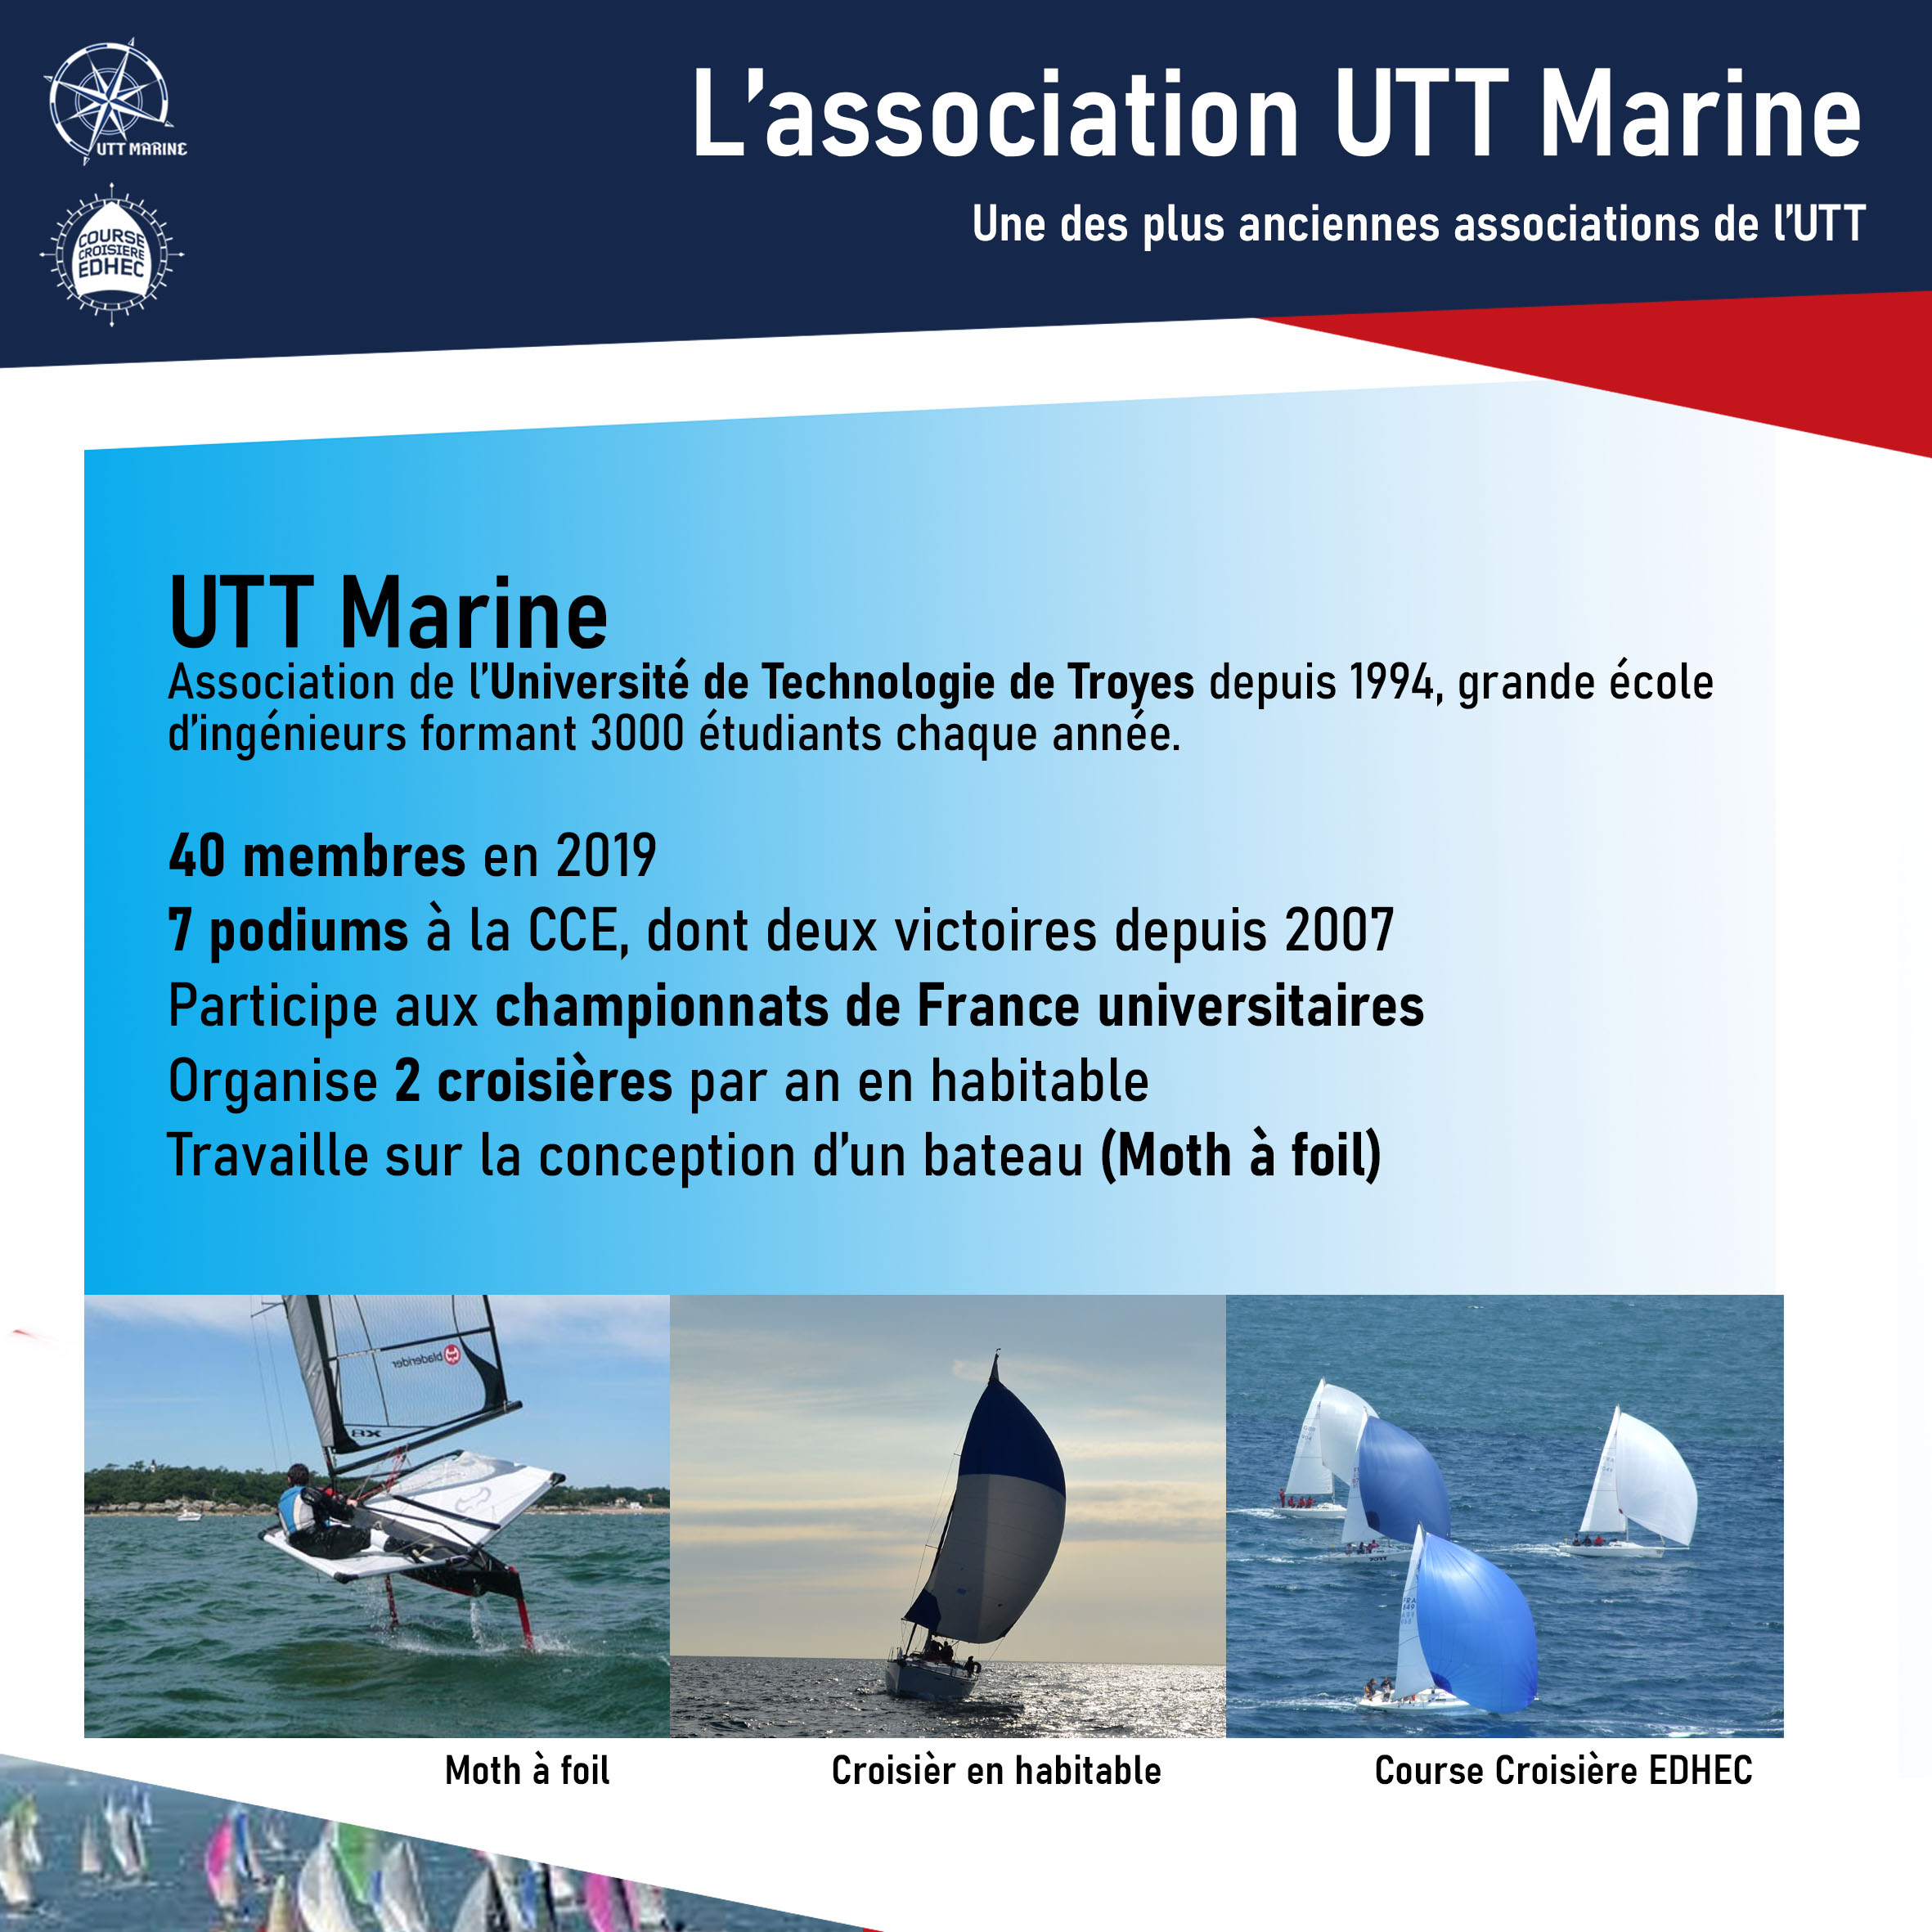 UTT MARINE
COURSE
CROISIERE
EDHEC
L'association UTT Marine
Une des plus anciennes associations de l'UTT
UTT Marine
Association de l'Université de Technologie de Troyes depuis 1994, grande école
d'ingénieurs formant 3000 étudiants chaque année.
40 membres en 2019
7 podiums à la CCE, dont deux victoires depuis 2007
Participe aux championnats de France universitaires
Organise 2 croisières par an en habitable
Travaille sur la conception d'un bateau (Moth à foil)
bladerider
X8
Moth à foil
Croisièr en habitable
Course Croisière EDHEC